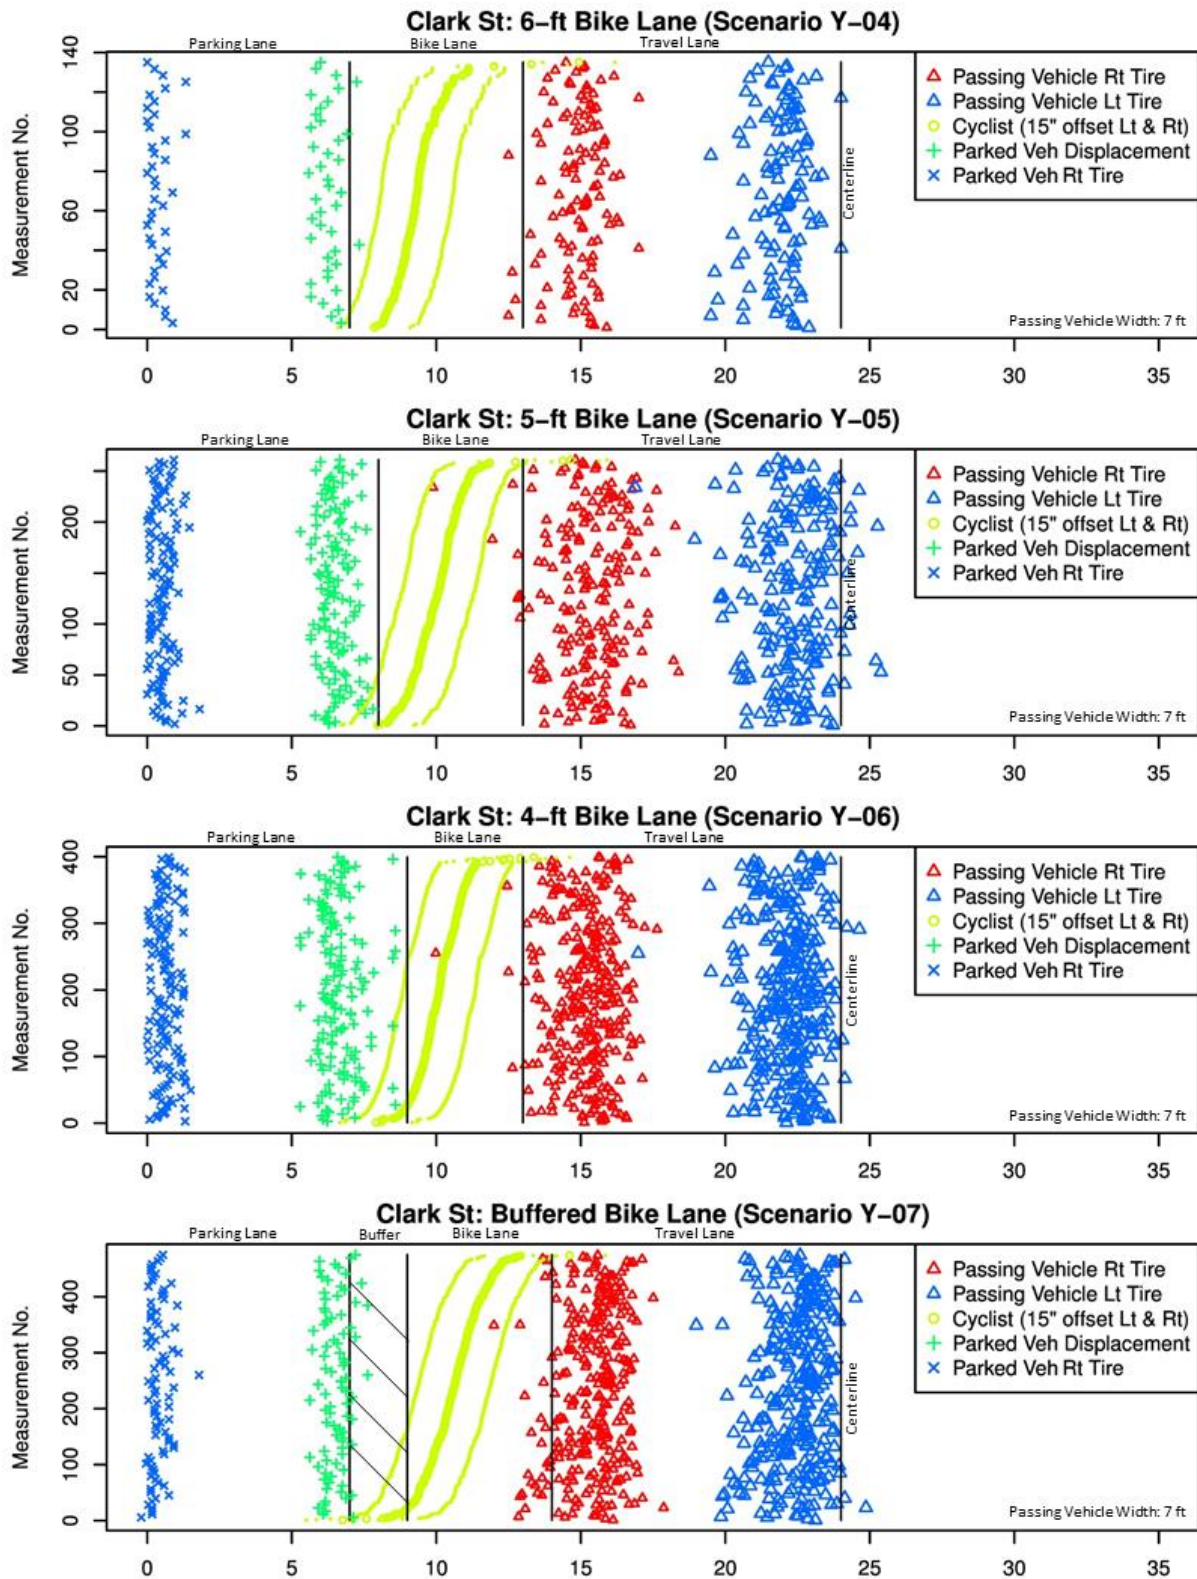 Clark St: 6-ft Bike Lane (Scenario Y-04)
Parking Lane Bike Lane Travel Lane
Measurement No.
140
100
60
20
0
Passing Vehicle Rt Tire
Passing Vehicle Lt Tire
Cyclist (15" offset Lt & Rt)
Parked Veh Displacement
Parked Veh Rt Tire
Centerline
Passing Vehicle Width: 7 ft
0 5 10 15 20 25 30 35
Clark St: 5-ft Bike Lane (Scenario Y-05)
Parking Lane Bike Lane Travel Lane
Measurement No.
200
100
50
0
Passing Vehicle Rt Tire
Passing Vehicle Lt Tire
Cyclist (15" offset Lt & Rt)
Parked Veh Displacement
Parked Veh Rt Tire
Centerline
Passing Vehicle Width: 7 ft
0 5 10 15 20 25 30 35
Clark St: 4-ft Bike Lane (Scenario Y-06)
Parking Lane Bike Lane Travel Lane
Measurement No.
400
300
200
100
0
Passing Vehicle Rt Tire
Passing Vehicle Lt Tire
Cyclist (15" offset Lt & Rt)
Parked Veh Displacement
Parked Veh Rt Tire
Centerline
Passing Vehicle Width: 7 ft
0 5 10 15 20 25 30 35
Clark St: Buffered Bike Lane (Scenario Y-07)
Parking Lane Buffer Bike Lane Travel Lane
Measurement No.
400
300
200
100
0
Passing Vehicle Rt Tire
Passing Vehicle Lt Tire
Cyclist (15" offset Lt & Rt)
Parked Veh Displacement
Parked Veh Rt Tire
Centerline
Passing Vehicle Width: 7 ft
0 5 10 15 20 25 30 35